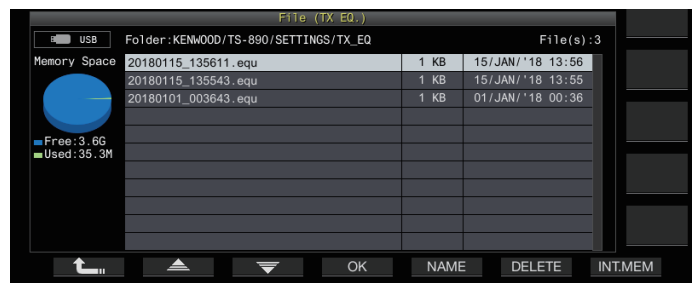 File (TX EQ.)
USB Folder:KENWOOD/TS-890/SETTINGS/TX_EQ File(s):3
Memory Space
20180115_135611.equ 1 KB 15/JAN/'18 13:56
20180115_135543.equ 1 KB 15/JAN/'18 13:55
20180101_003643.equ 1 KB 01/JAN/'18 00:36
Free:3.6G
Used:35.3M
OK NAME DELETE INT.MEM